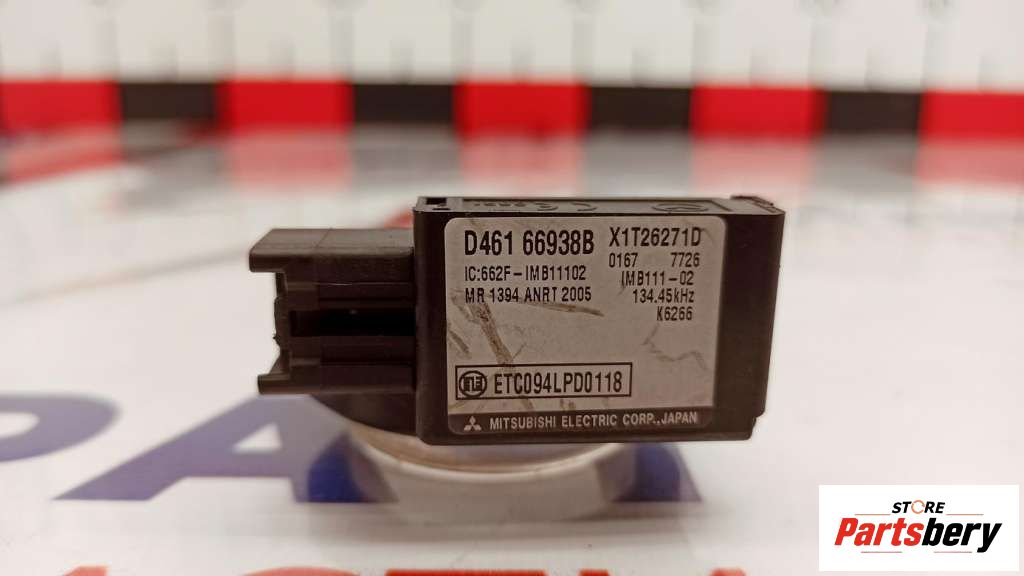 D461 66938B X1T26271D
IC:662F-IMB11102 0167 7726
MR 1394 ANRT 2005 IMB111-02
134.45kHz
K6266
ETC094LPD0118
MITSUBISHI ELECTRIC CORP.,JAPAN
STORE
Partsbery